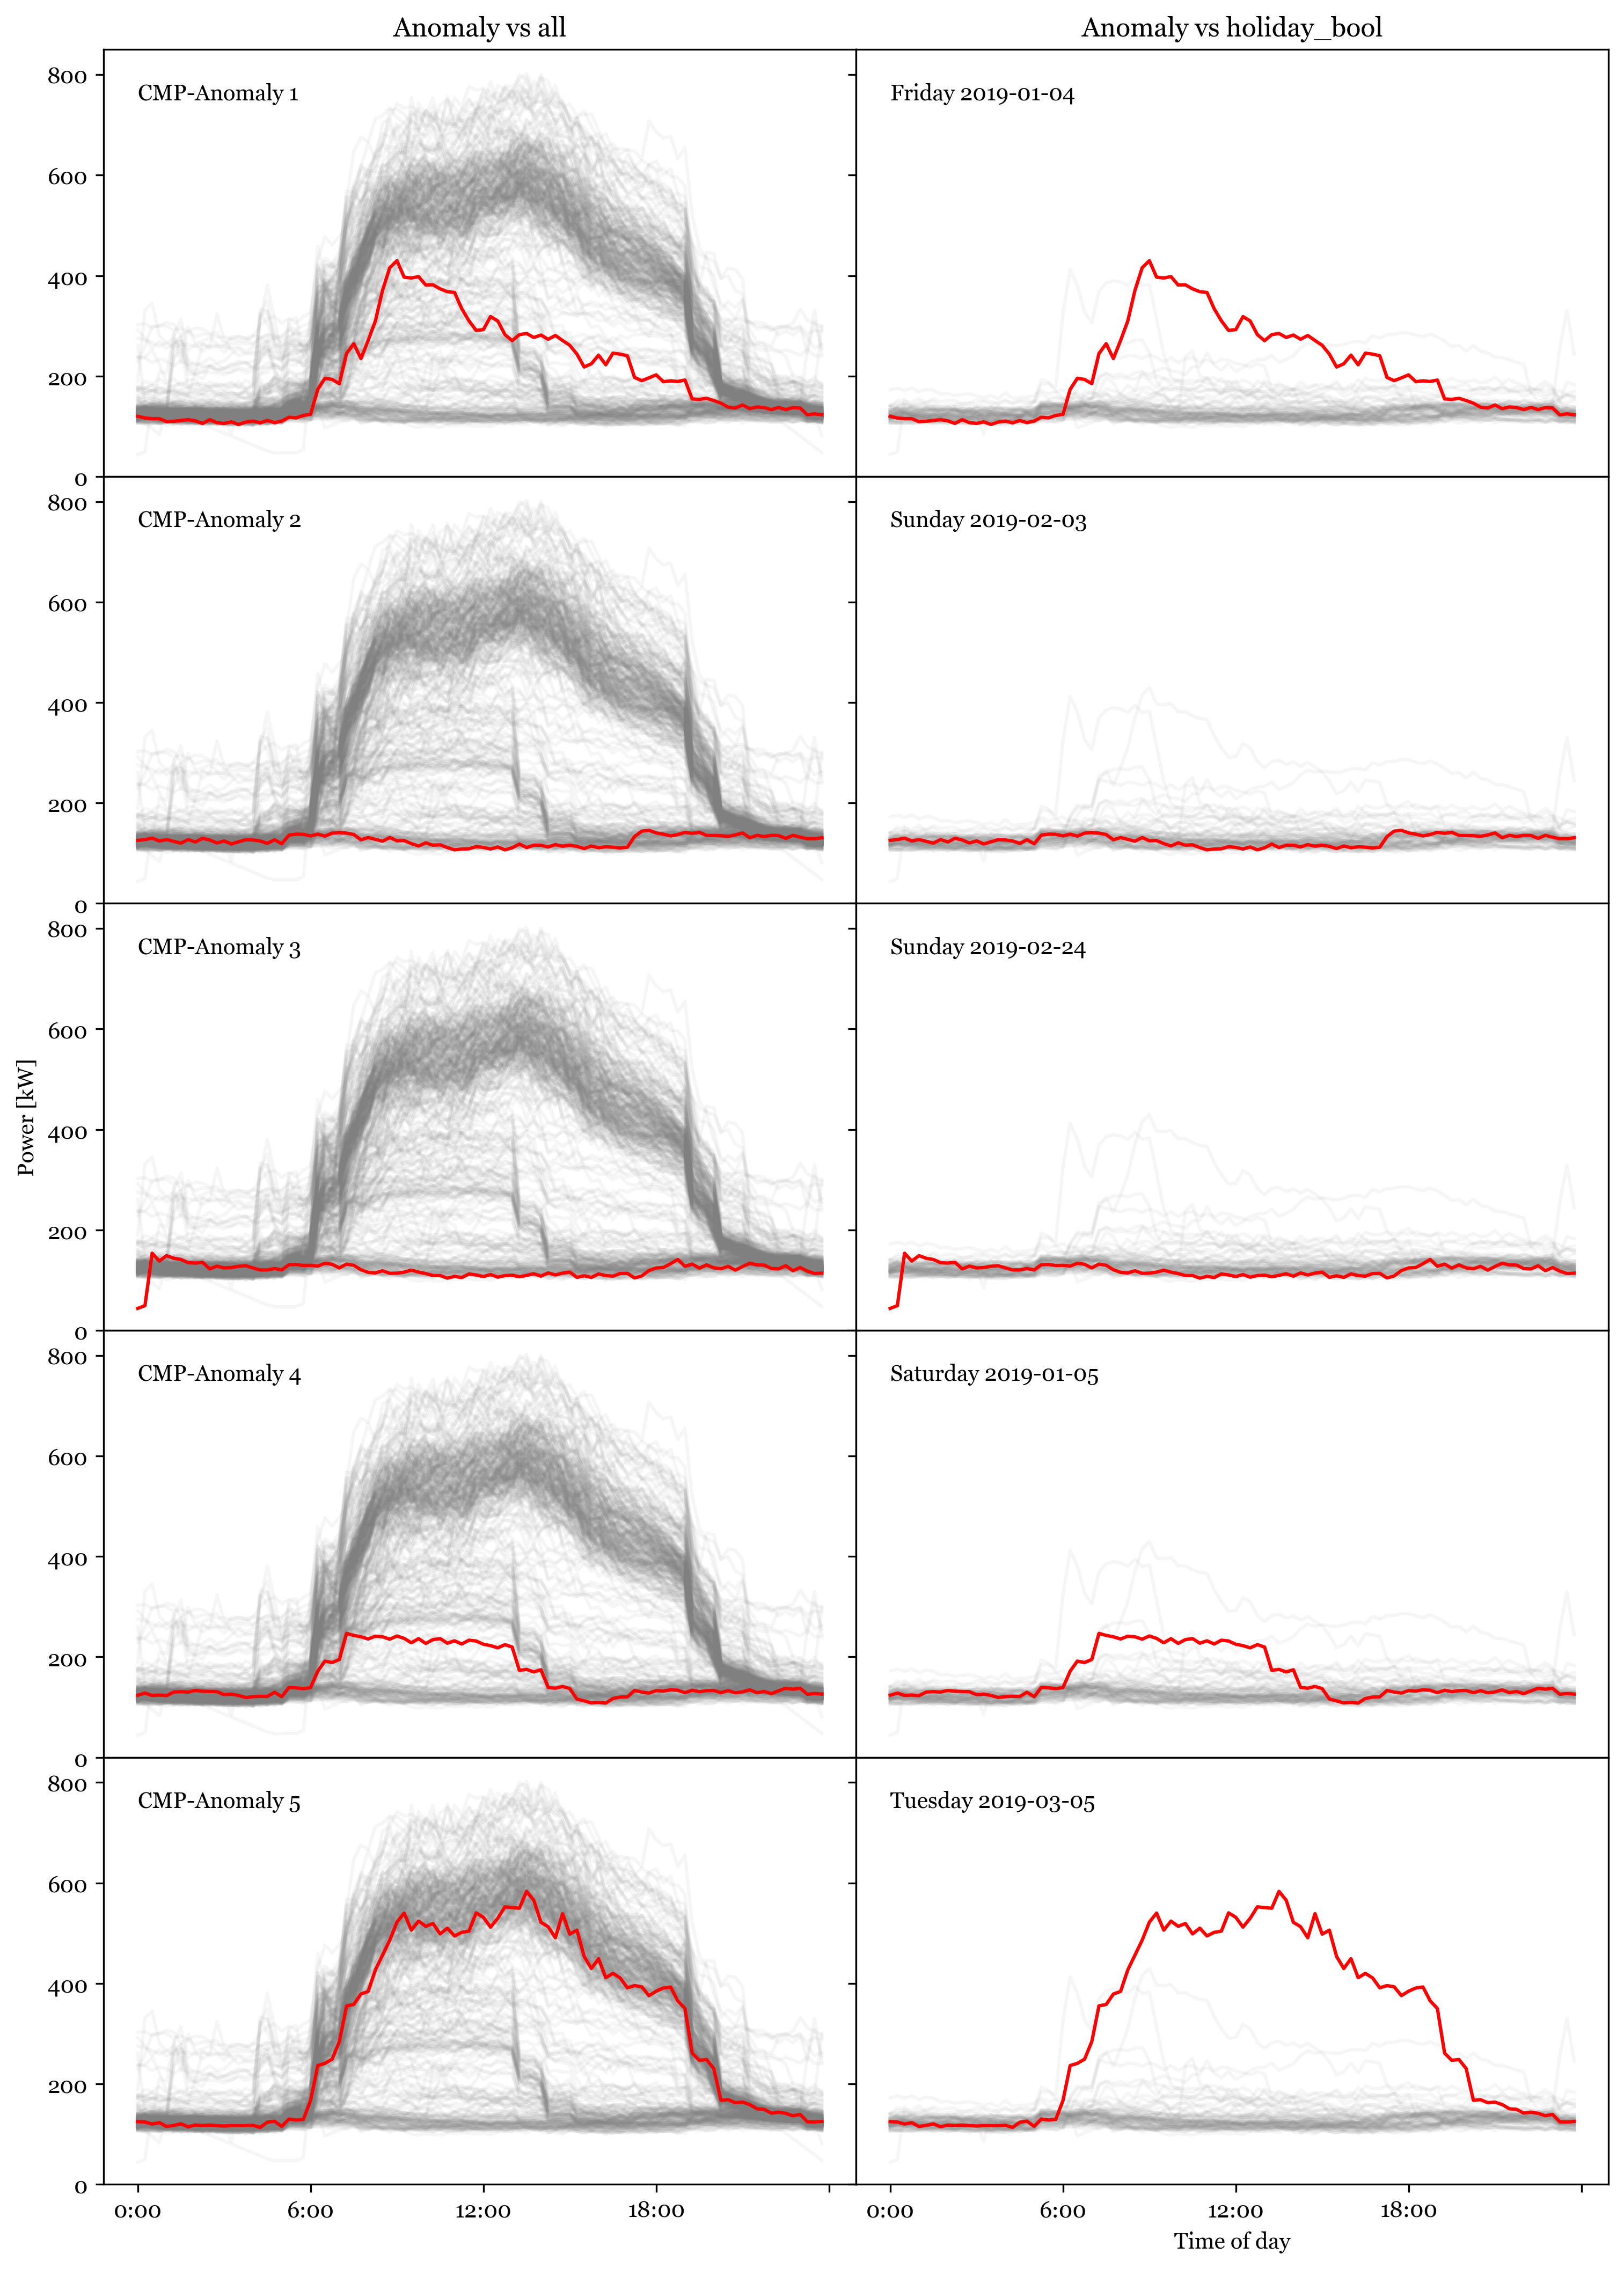 Anomaly vs all
Anomaly vs holiday_bool
800
CMP-Anomaly 1
Friday 2019-01-04
600
400
200
0
800
CMP-Anomaly 2
Sunday 2019-02-03
600
400
200
0
800
CMP-Anomaly 3
Sunday 2019-02-24
600
Power [kW]
400
200
0
800
CMP-Anomaly 4
Saturday 2019-01-05
600
400
200
0
800
CMP-Anomaly 5
Tuesday 2019-03-05
600
400
200
0
0:00 6:00 12:00 18:00
0:00 6:00 12:00 18:00
Time of day